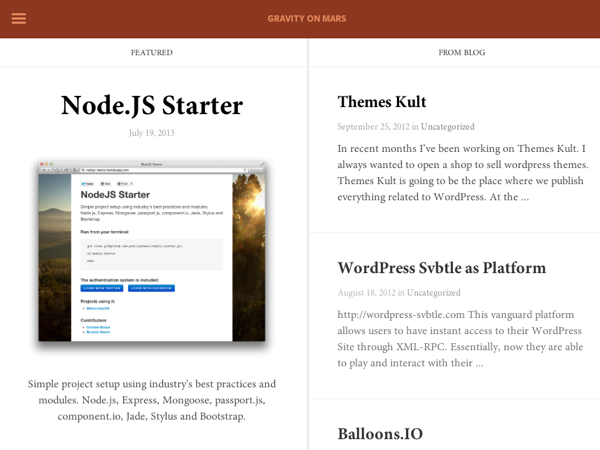 GRAVITY ON MARS
FEATURED
Node.JS Starter
July 19, 2013
NodeJS Starter
Simple project setup using industry's best practices and modules.
Node.js, Express, Mongoose, passport.js, component.io, Jade, Stylus and
Bootstrap.
Run from your terminal:
The authentication system is included:
LOGIN WITH TWITTER LOGIN WITH FACEBOOK
Projects using it:
Contributors
Simple project setup using industry's best practices and
modules. Node.js, Express, Mongoose, passport.js,
component.io, Jade, Stylus and Bootstrap.
FROM BLOG
Themes Kult
September 25, 2012 in Uncategorized
In recent months I've been working on Themes Kult. I
always wanted to open a shop to sell wordpress themes.
Themes Kult is going to be the place where we publish
everything related to WordPress. At the ...
WordPress Svbtle as Platform
August 18, 2012 in Uncategorized
http://wordpress-svbtle.com This vanguard platform
allows users to have instant access to their WordPress
Site through XML-RPC. Essentially, now they are able
to play and interact with their ...
Balloons.IO